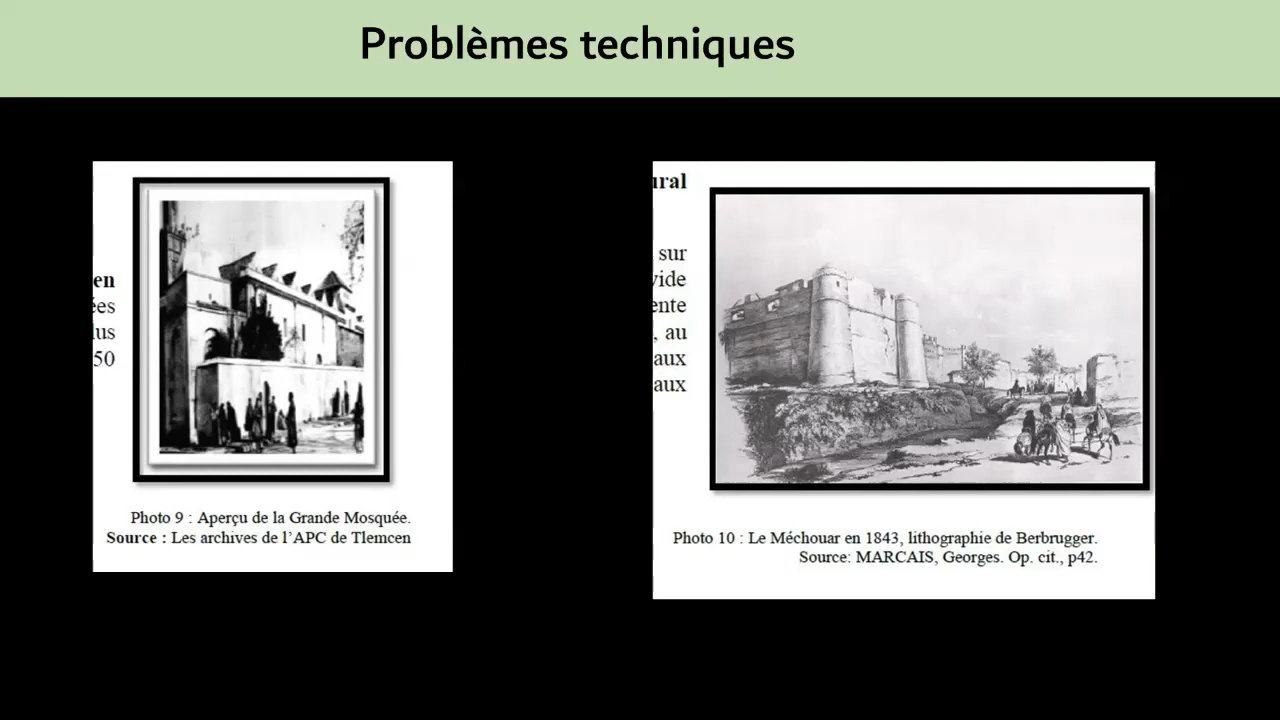 Problèmes techniques
en
ées
lus
50
Photo 9 : Aperçu de la Grande Mosquée.
Source : Les archives de l'APC de Tlemcen
ural
sur
vide
ente
, au
aux
aux
Photo 10 : Le Méchouar en 1843, lithographie de Berbrugger.
Source: MARCAIS, Georges. Op. cit., p42.